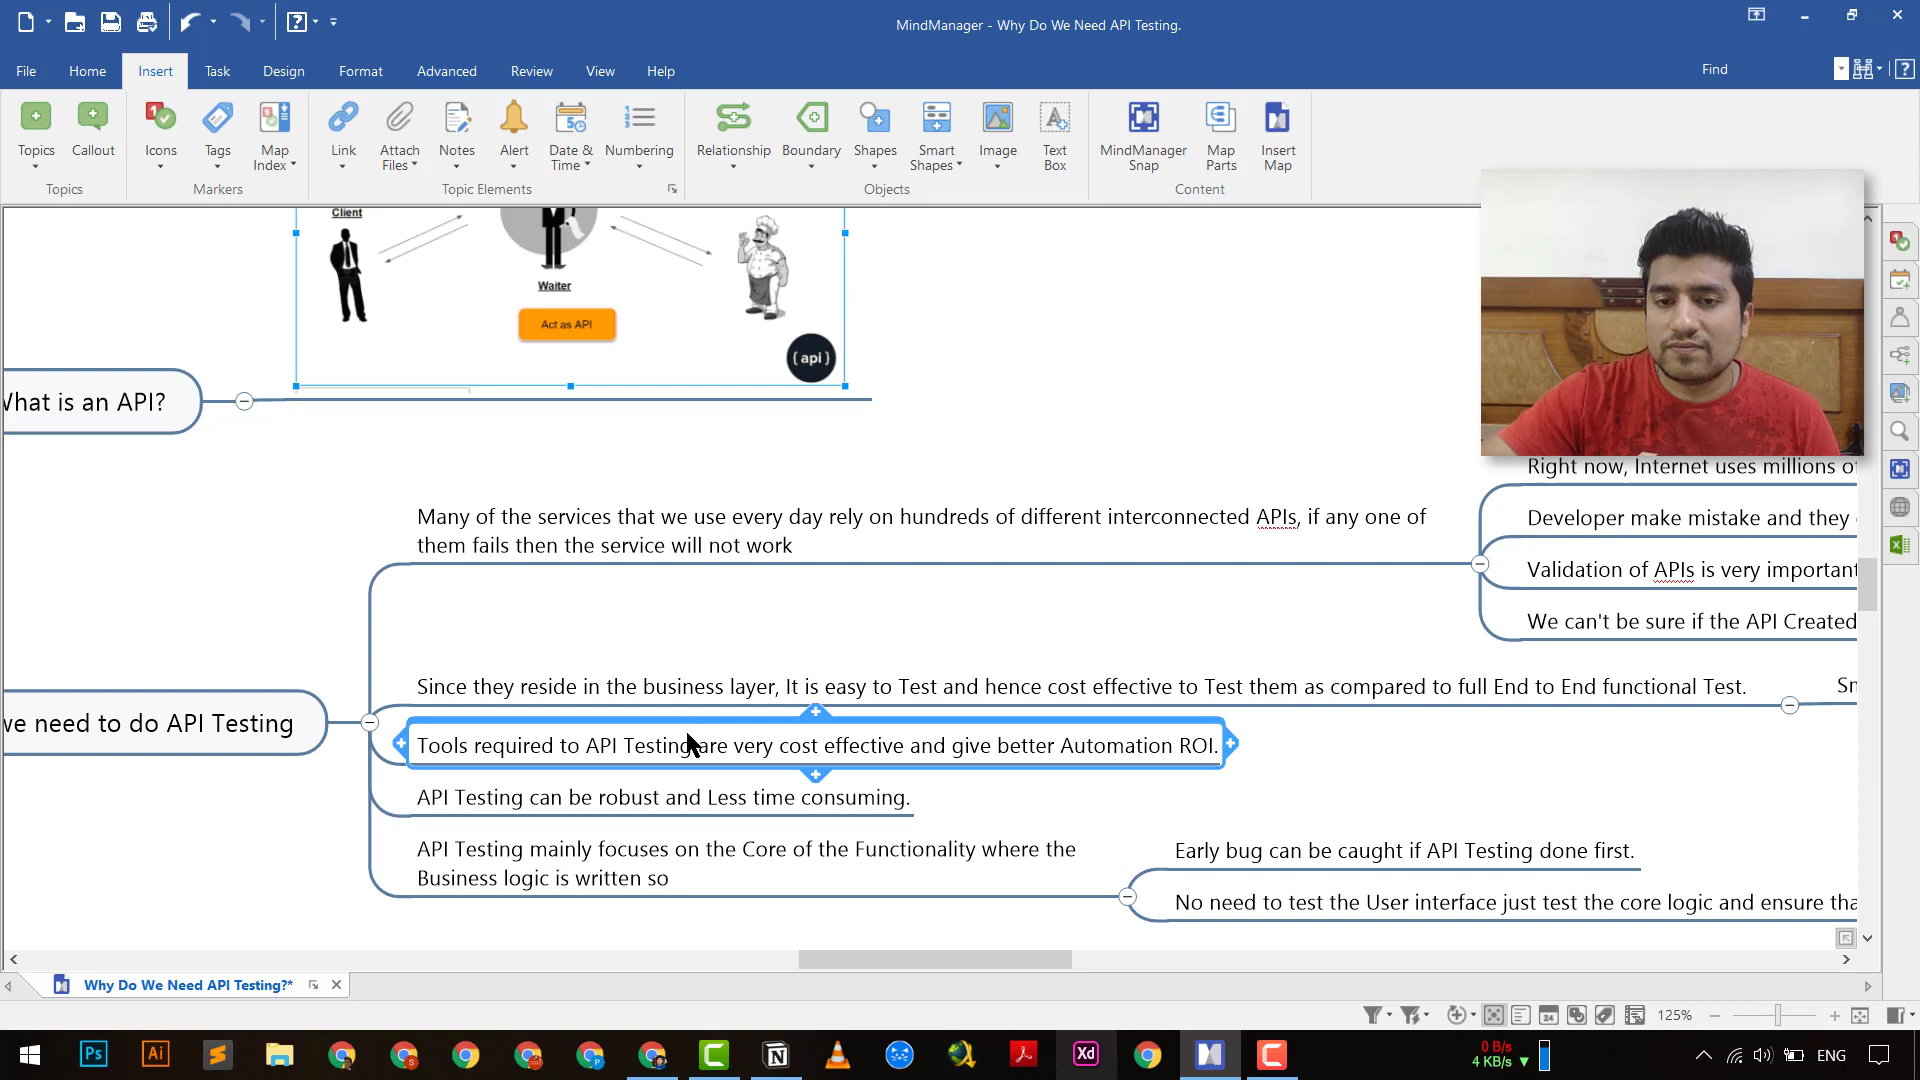 MindManager - Why Do We Need API Testing.
File Home Insert Task Design Format Advanced Review View Help Find
Topics Callout Icons Tags Map Index Link Attach Files Notes Alert Date & Time Numbering Relationship Boundary Shapes Smart Shapes Image Text Box MindManager Snap Map Parts Insert Map
Topics Markers Topic Elements Objects Content
Client
Waiter
Act as API
{api}
What is an API?
Right now, Internet uses millions of
Many of the services that we use every day rely on hundreds of different interconnected APIs, if any one of
them fails then the service will not work
Developer make mistake and they
Validation of APIs is very important
We can't be sure if the API Created
Since they reside in the business layer, It is easy to Test and hence cost effective to Test them as compared to full End to End functional Test.
Sm
we need to do API Testing
Tools required to API Testing are very cost effective and give better Automation ROI.
API Testing can be robust and Less time consuming.
API Testing mainly focuses on the Core of the Functionality where the
Business logic is written so
Early bug can be caught if API Testing done first.
No need to test the User interface just test the core logic and ensure tha
Why Do We Need API Testing?*
125%
Ps Ai S N Xd C
0 B/s
4 KB/s
ENG